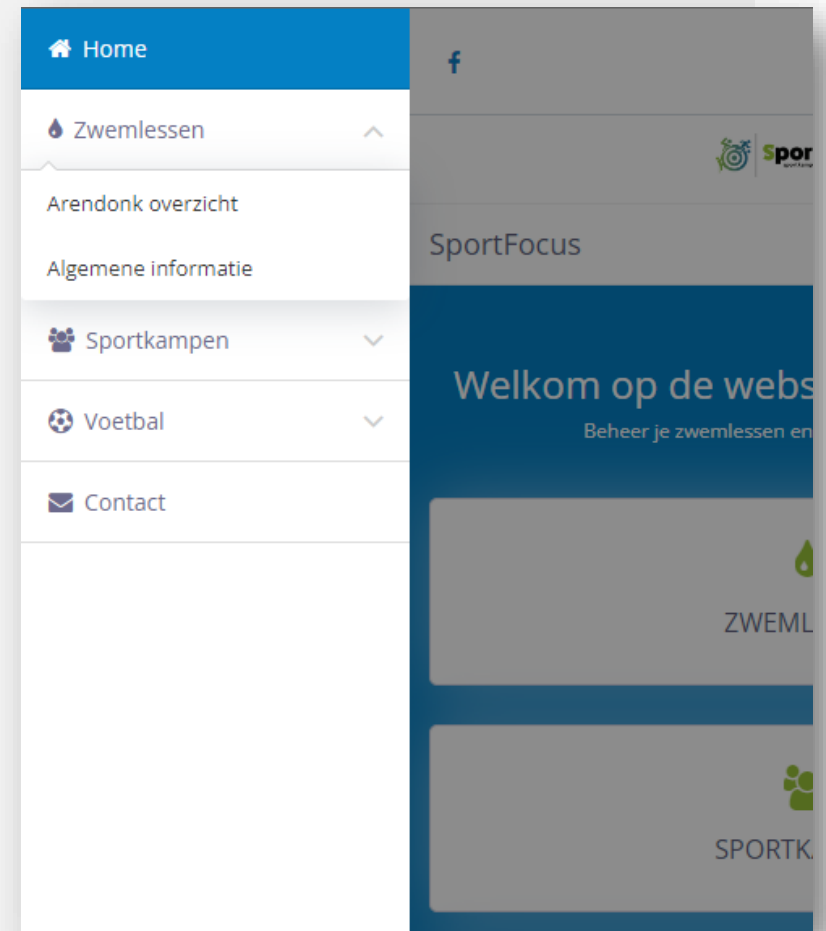 Home
Zwemlessen
Arendonk overzicht
Algemene informatie
Sportkampen
Voetbal
Contact
f
Spor
SportFocus
Welkom op de webs
Beheer je zwemlessen en
ZWEML
SPORTK